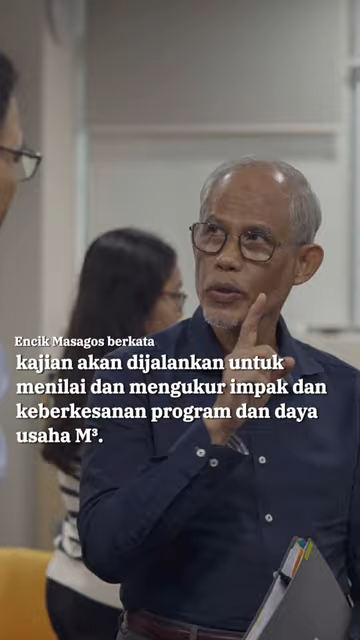 Encik Masagos berkata
kajian akan dijalankan untuk
menilai dan mengukur impak dan
keberkesanan program dan daya
usaha M³.